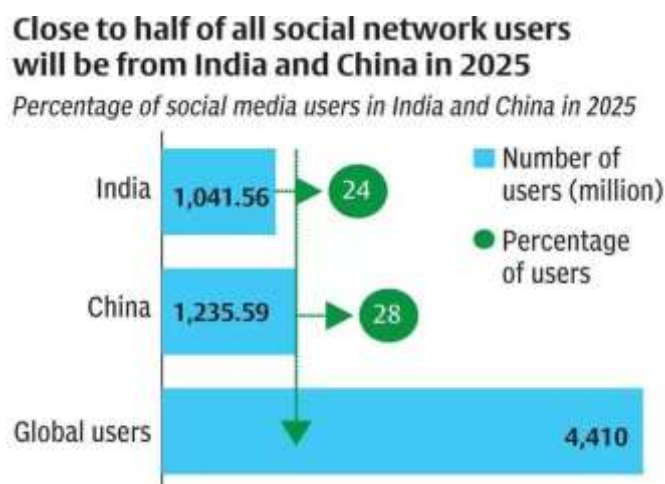 Close to half of all social network users
will be from India and China in 2025
Percentage of social media users in India and China in 2025
Number of
users (million)
Percentage
of users
India 1,041.56 24
China 1,235.59 28
Global users 4,410